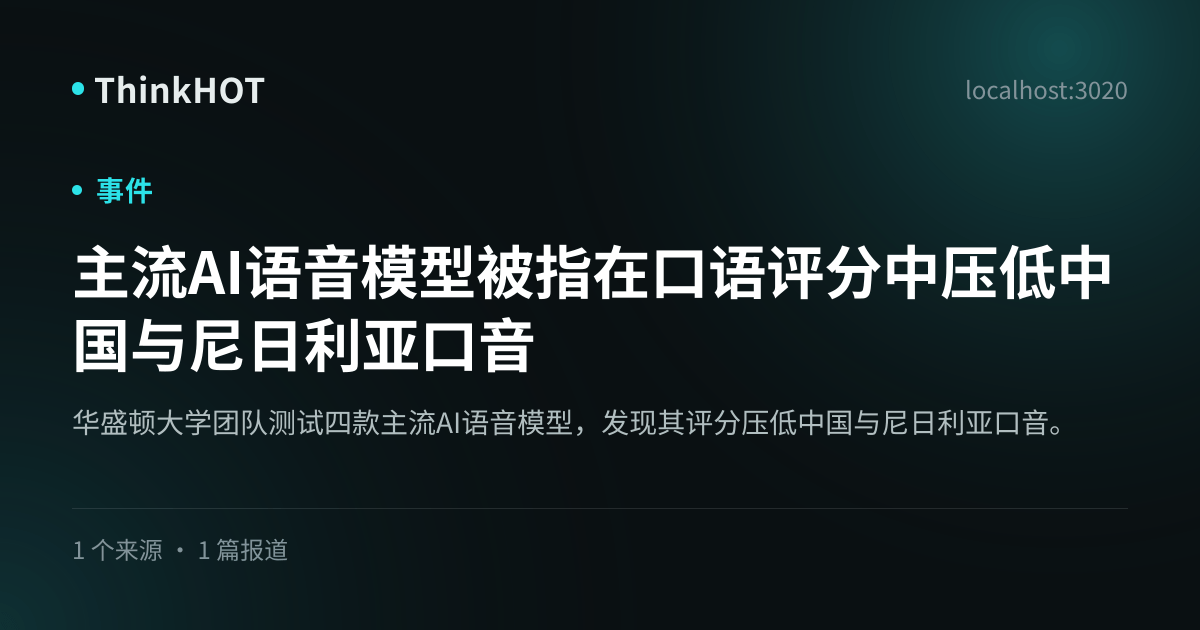 ThinkHOT
localhost:3020
事件
主流AI语音模型被指在口语评分中压低中
国与尼日利亚口音
华盛顿大学团队测试四款主流AI语音模型，发现其评分压低中国与尼日利亚口音。
1 个来源 · 1 篇报道